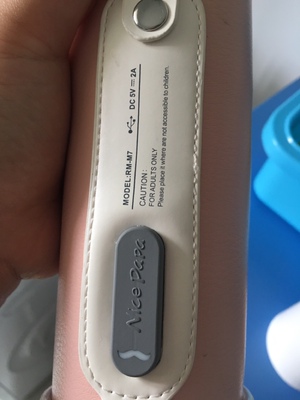 MODEL:RM-M7
DC 5V ⎓ 2A
CAUTION :
FOR ADULTS ONLY
Please place it where are not accessible to children.
Nice PaPa